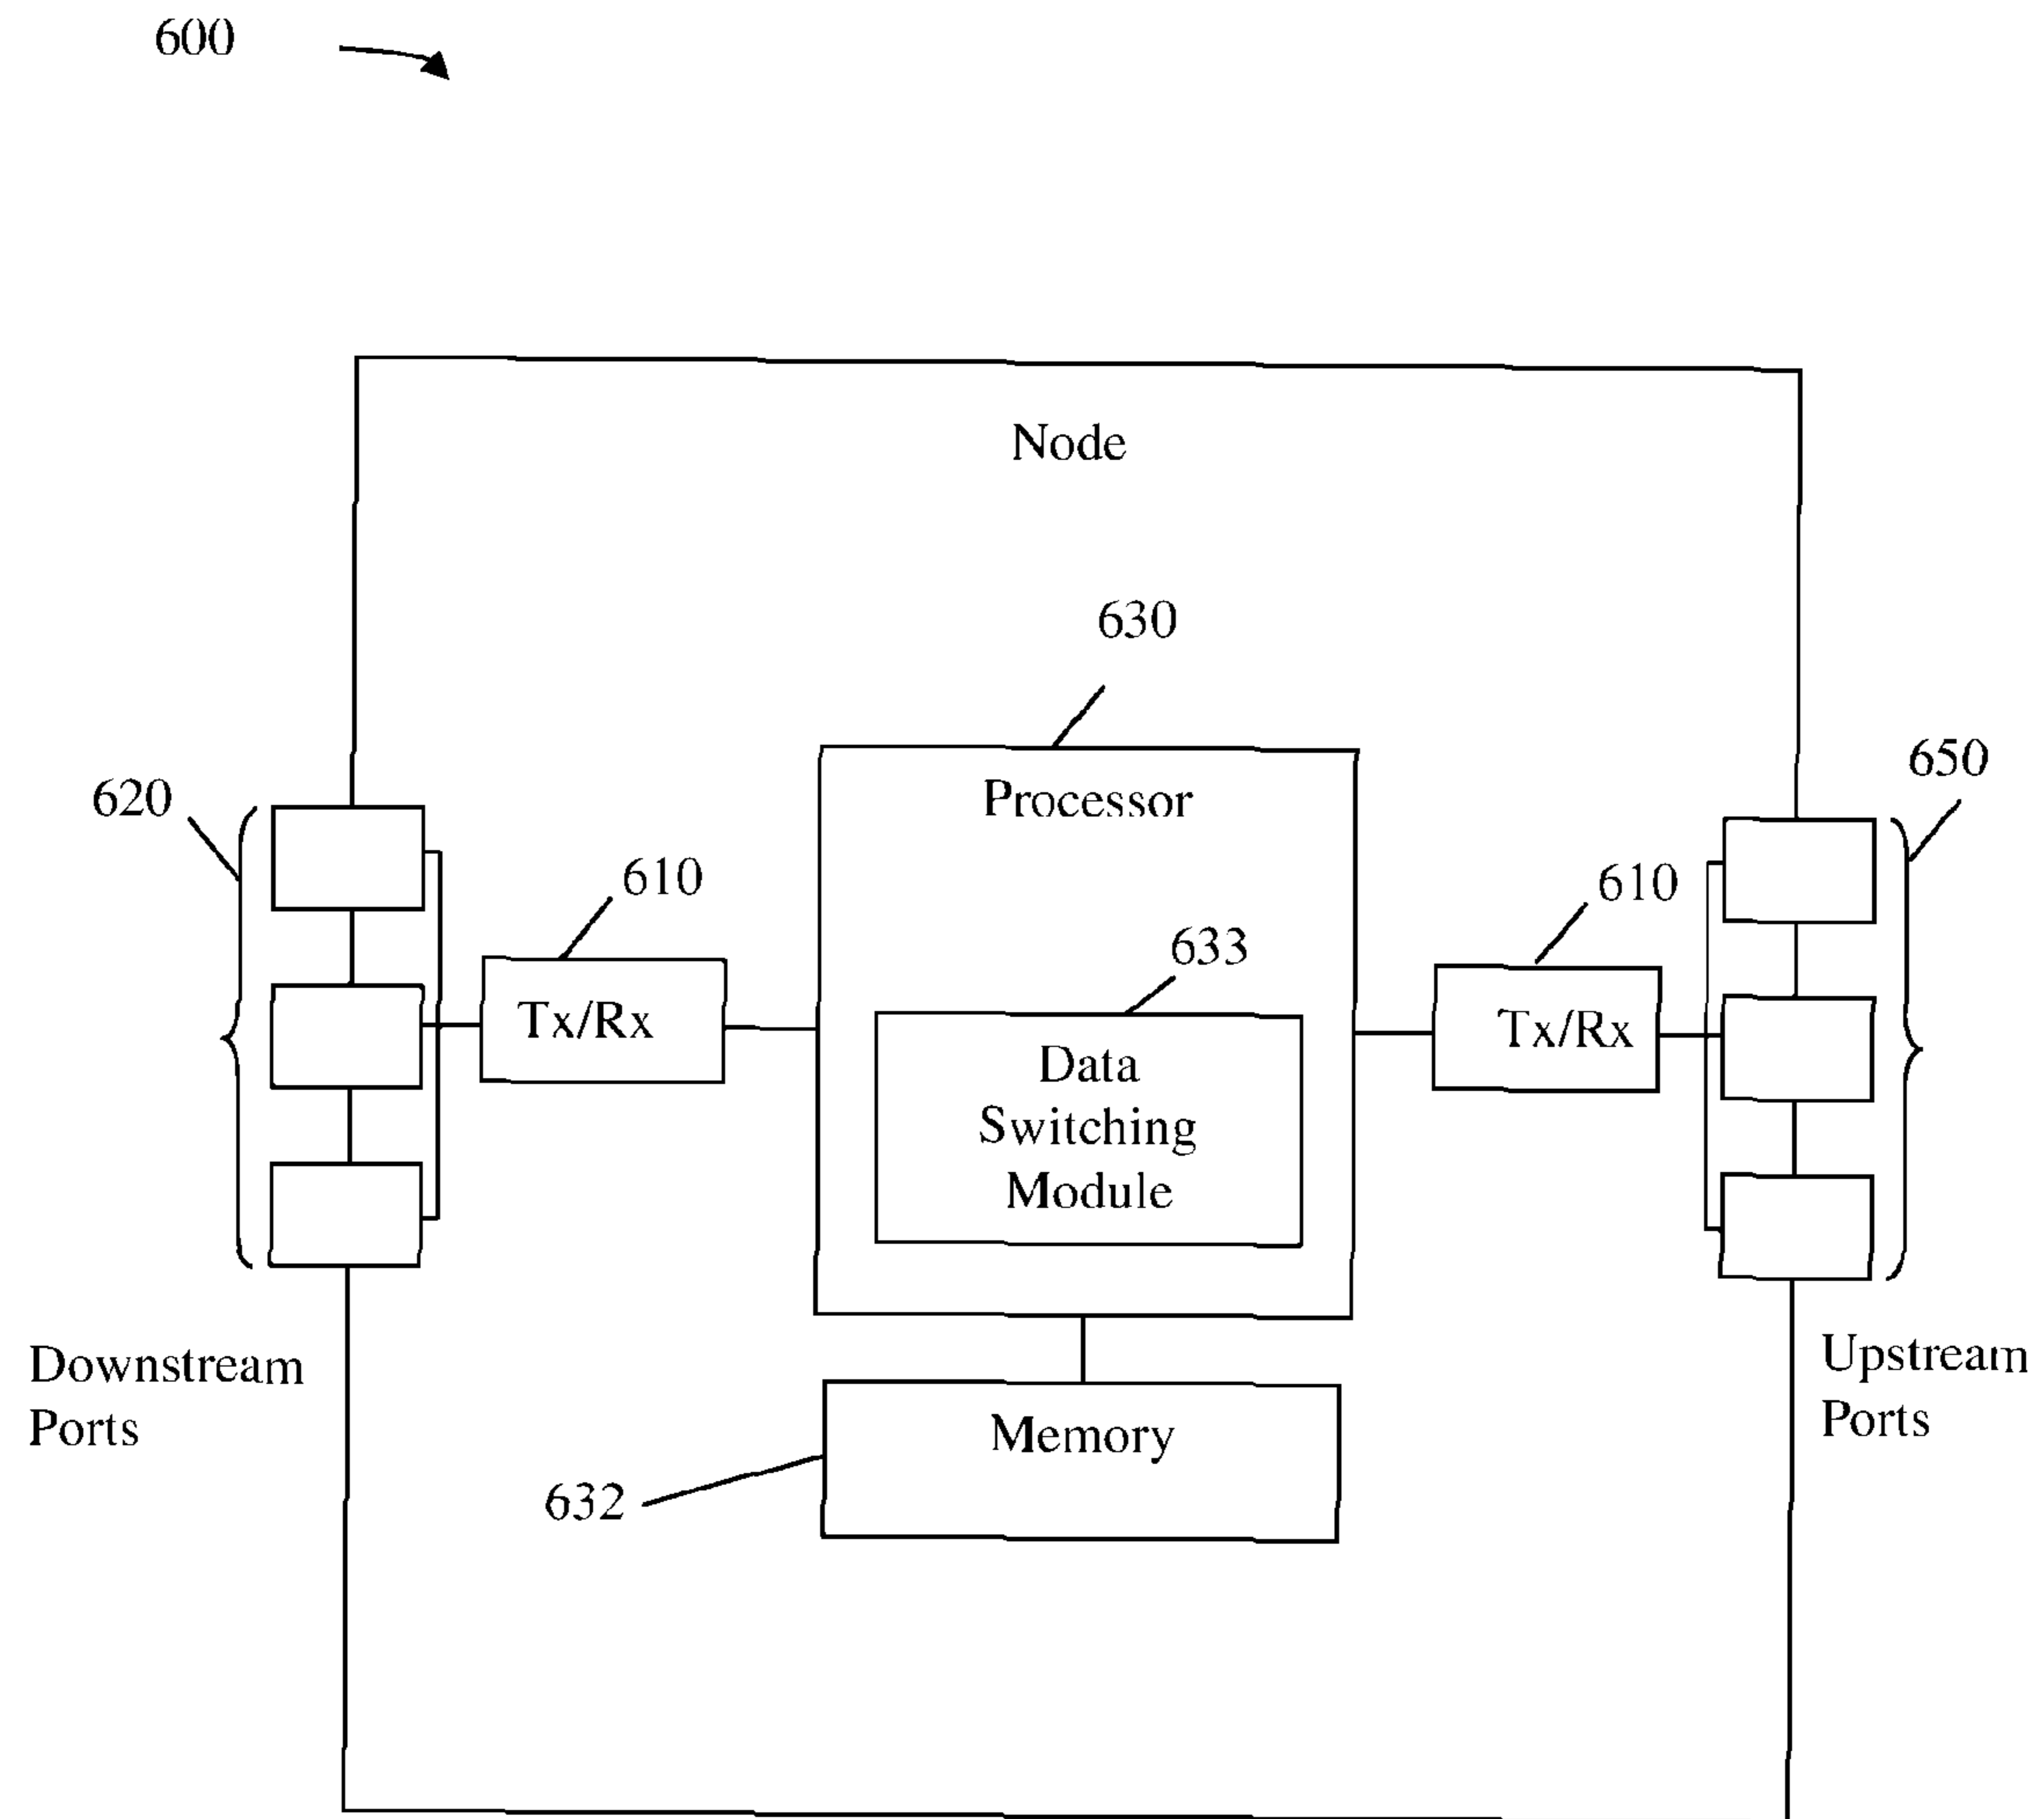 600
Node
630
650
620
Processor
610
610
633
Tx/Rx
Tx/Rx
Data
Switching
Module
Downstream
Ports
Upstream
Ports
Memory
632